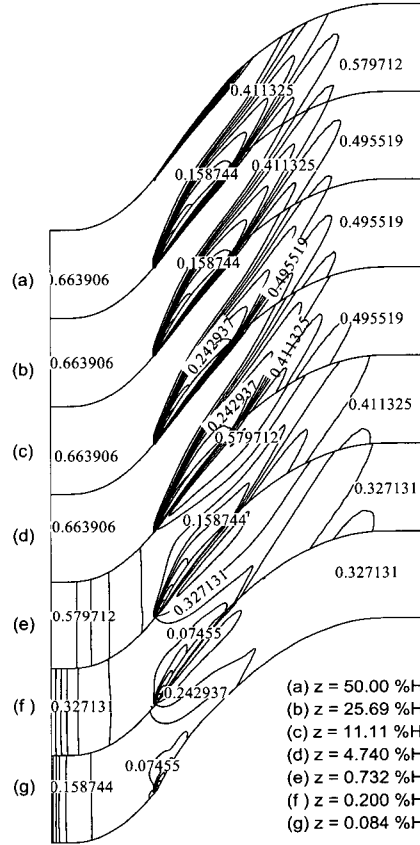 0.579712
0.411325
0.495519
0.411325
0.158744
0.495519
(a) 0.663906
0.158744
0.495519
0.495519
(b) 0.663906
0.242937
0.411325
0.411325
(c) 0.663906
0.242937
0.579712
0.327131
(d) 0.663906
0.158744
0.327131
(e) 0.579712
0.327131
0.07455
(f) 0.327131
0.242937
(g) 0.158744
0.07455
(a) z = 50.00 %H
(b) z = 25.69 %H
(c) z = 11.11 %H
(d) z = 4.740 %H
(e) z = 0.732 %H
(f) z = 0.200 %H
(g) z = 0.084 %H